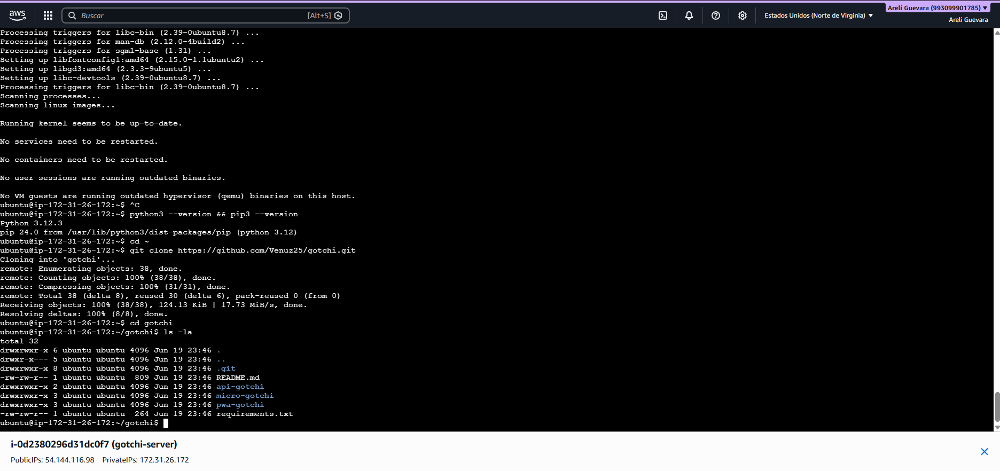 aws
Buscar
[Alt+S]
Estados Unidos (Norte de Virginia) ▼
Areli Guevara (993099901785) ▼
Areli Guevara
Processing triggers for libc-bin (2.39-0ubuntu8.7) ...
Processing triggers for man-db (2.12.0-4build2) ...
Processing triggers for sgml-base (1.31) ...
Setting up libfontconfig1:amd64 (2.15.0-1.1ubuntu2) ...
Setting up libgd3:amd64 (2.3.3-9ubuntu5) ...
Setting up libc-devtools (2.39-0ubuntu8.7) ...
Processing triggers for libc-bin (2.39-0ubuntu8.7) ...
Scanning processes...
Scanning linux images...
Running kernel seems to be up-to-date.
No services need to be restarted.
No containers need to be restarted.
No user sessions are running outdated binaries.
No VM guests are running outdated hypervisor (qemu) binaries on this host.
ubuntu@ip-172-31-26-172:~$ ^C
ubuntu@ip-172-31-26-172:~$ python3 --version && pip3 --version
Python 3.12.3
pip 24.0 from /usr/lib/python3/dist-packages/pip (python 3.12)
ubuntu@ip-172-31-26-172:~$ cd ~
ubuntu@ip-172-31-26-172:~$ git clone https://github.com/Venuz25/gotchi.git
Cloning into 'gotchi'...
remote: Enumerating objects: 38, done.
remote: Counting objects: 100% (38/38), done.
remote: Compressing objects: 100% (31/31), done.
remote: Total 38 (delta 8), reused 30 (delta 6), pack-reused 0 (from 0)
Receiving objects: 100% (38/38), 124.13 KiB | 17.73 MiB/s, done.
Resolving deltas: 100% (8/8), done.
ubuntu@ip-172-31-26-172:~$ cd gotchi
ubuntu@ip-172-31-26-172:~/gotchi$ ls -la
total 32
drwxrwxr-x 6 ubuntu ubuntu 4096 Jun 19 23:46 .
drwxr-x--- 5 ubuntu ubuntu 4096 Jun 19 23:46 ..
drwxrwxr-x 8 ubuntu ubuntu 4096 Jun 19 23:46 .git
-rw-rw-r-- 1 ubuntu ubuntu  809 Jun 19 23:46 README.md
drwxrwxr-x 2 ubuntu ubuntu 4096 Jun 19 23:46 api-gotchi
drwxrwxr-x 3 ubuntu ubuntu 4096 Jun 19 23:46 micro-gotchi
drwxrwxr-x 3 ubuntu ubuntu 4096 Jun 19 23:46 pwa-gotchi
-rw-rw-r-- 1 ubuntu ubuntu  264 Jun 19 23:46 requirements.txt
ubuntu@ip-172-31-26-172:~/gotchi$
i-0d2380296d31dc0f7 (gotchi-server)
PublicIPs: 54.144.116.98 PrivateIPs: 172.31.26.172